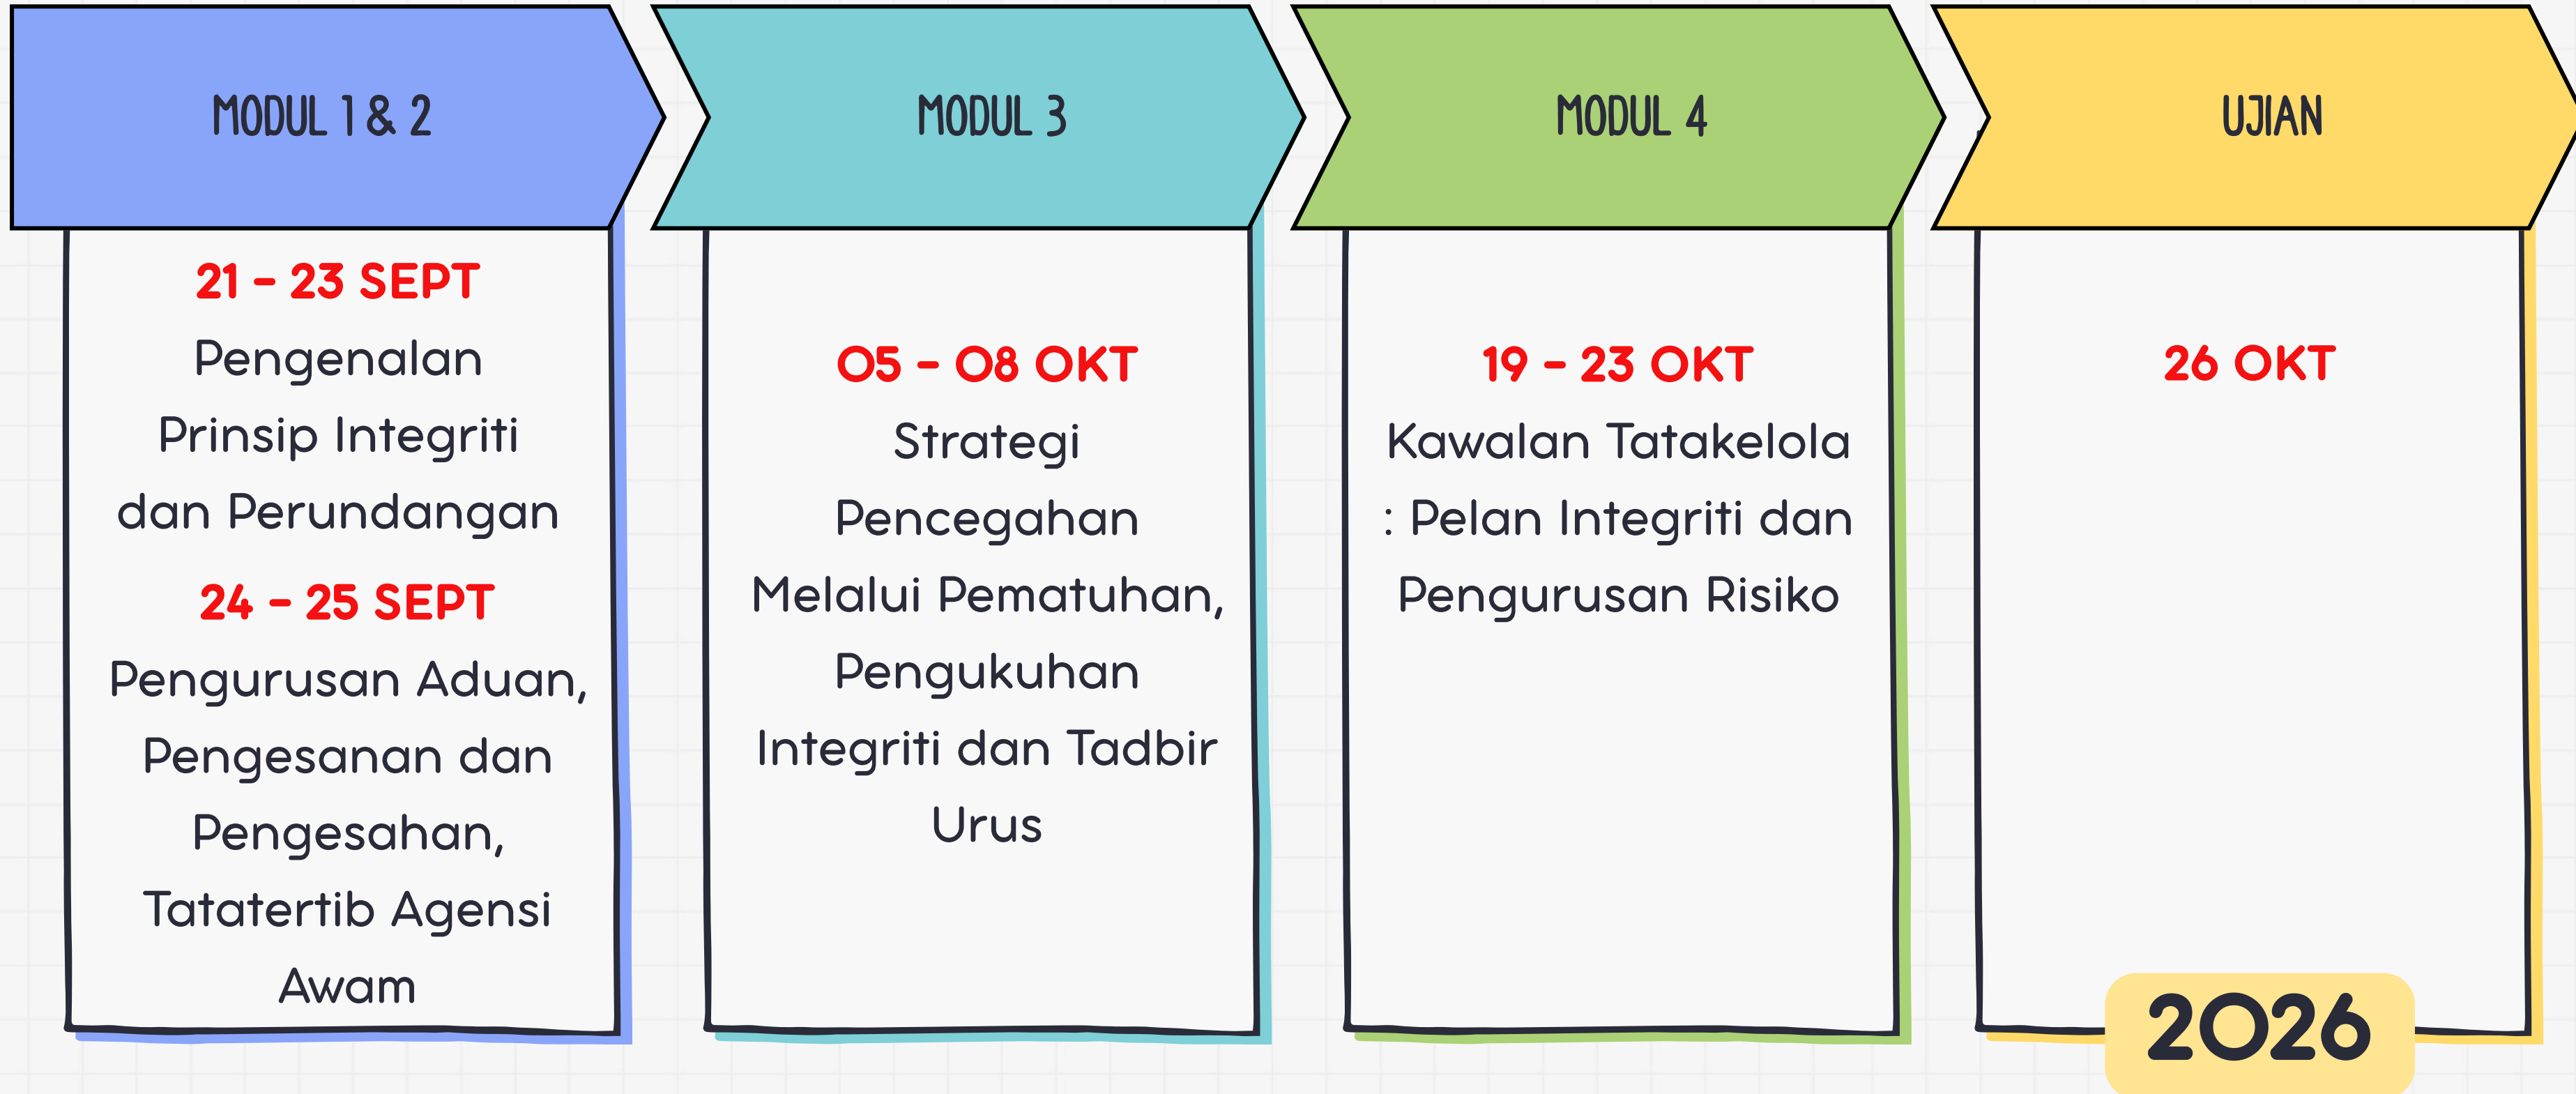 MODUL 1 & 2
21 - 23 SEPT
Pengenalan
Prinsip Integriti
dan Perundangan
24 - 25 SEPT
Pengurusan Aduan,
Pengesanan dan
Pengesahan,
Tatatertib Agensi
Awam
MODUL 3
05 - 08 OKT
Strategi
Pencegahan
Melalui Pematuhan,
Pengukuhan
Integriti dan Tadbir
Urus
MODUL 4
19 - 23 OKT
Kawalan Tatakelola
: Pelan Integriti dan
Pengurusan Risiko
UJIAN
26 OKT
2026